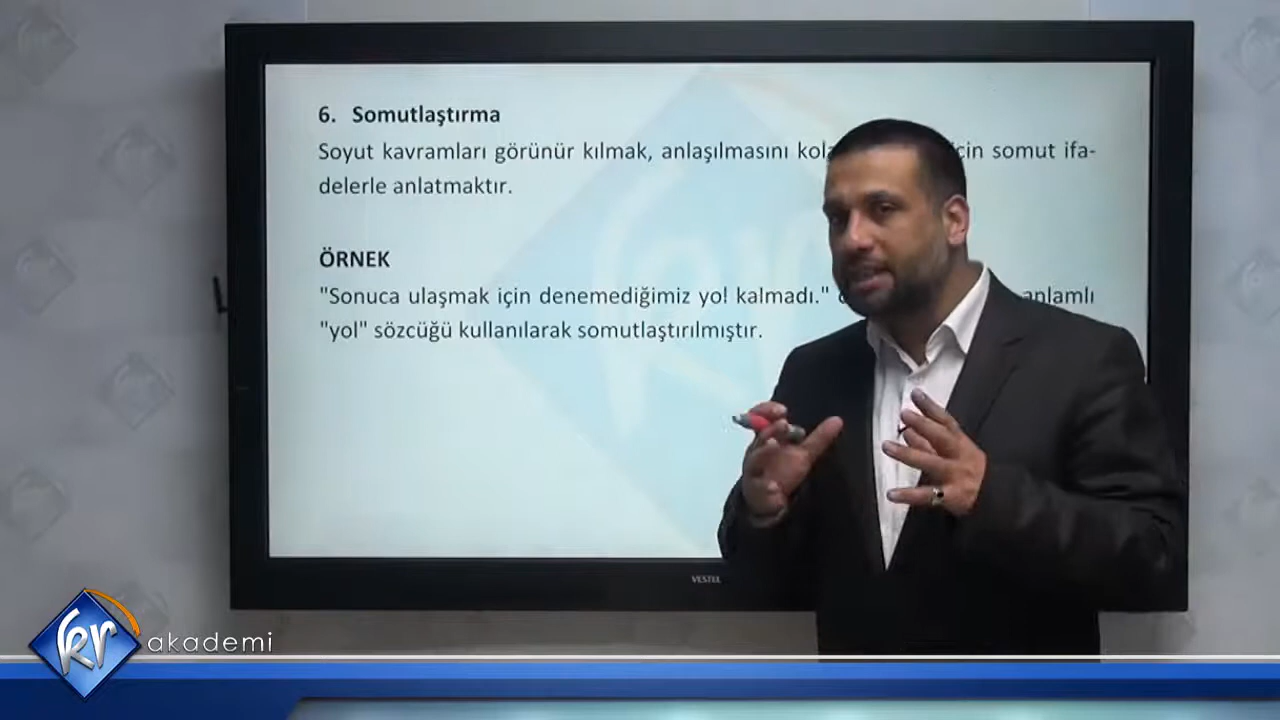 6. Somutlaştırma
Soyut kavramları görünür kılmak, anlaşılmasını için somut ifa-
delerle anlatmaktır.
ÖRNEK
"Sonuca ulaşmak için denemediğimiz yol kalmadı." anlamlı
"yol" sözcüğü kullanılarak somutlaştırılmıştır.
VESTEL
kr akademi